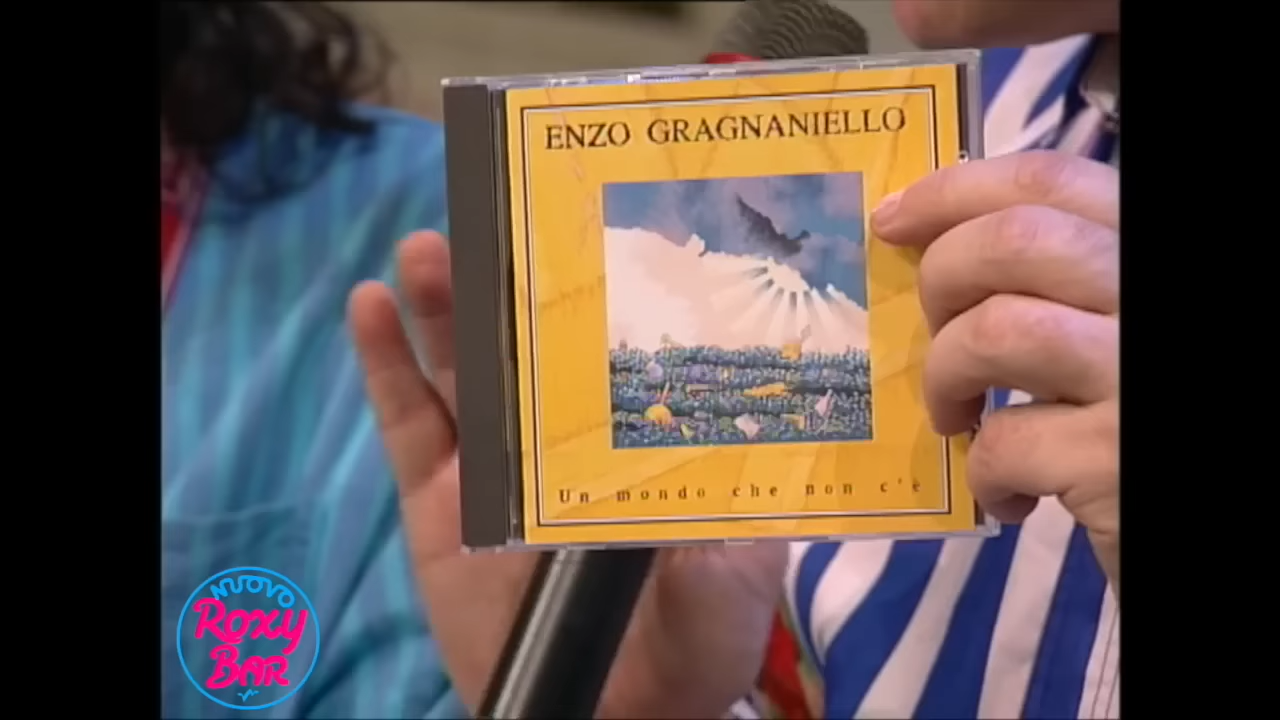 ENZO GRAGNANIELLO
Un mondo che non c'è
NUOVO
Roxy
BAR